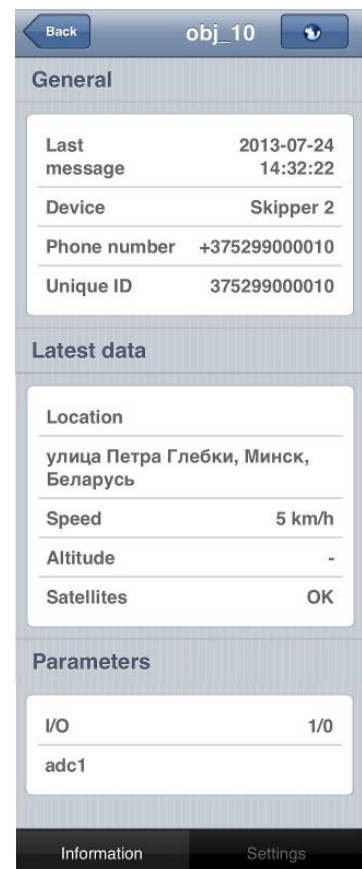 Back
obj_10
General
Last 2013-07-24
message 14:32:22
Device Skipper 2
Phone number +375299000010
Unique ID 375299000010
Latest data
Location
улица Петра Глебки, Минск,
Беларусь
Speed 5 km/h
Altitude -
Satellites OK
Parameters
I/O 1/0
adc1
Information Settings